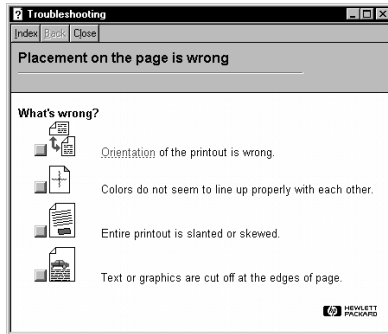 ? Troubleshooting
Index Back Close
Placement on the page is wrong
What's wrong?
Orientation of the printout is wrong.
Colors do not seem to line up properly with each other.
Entire printout is slanted or skewed.
Text or graphics are cut off at the edges of page.
hp HEWLETT
PACKARD